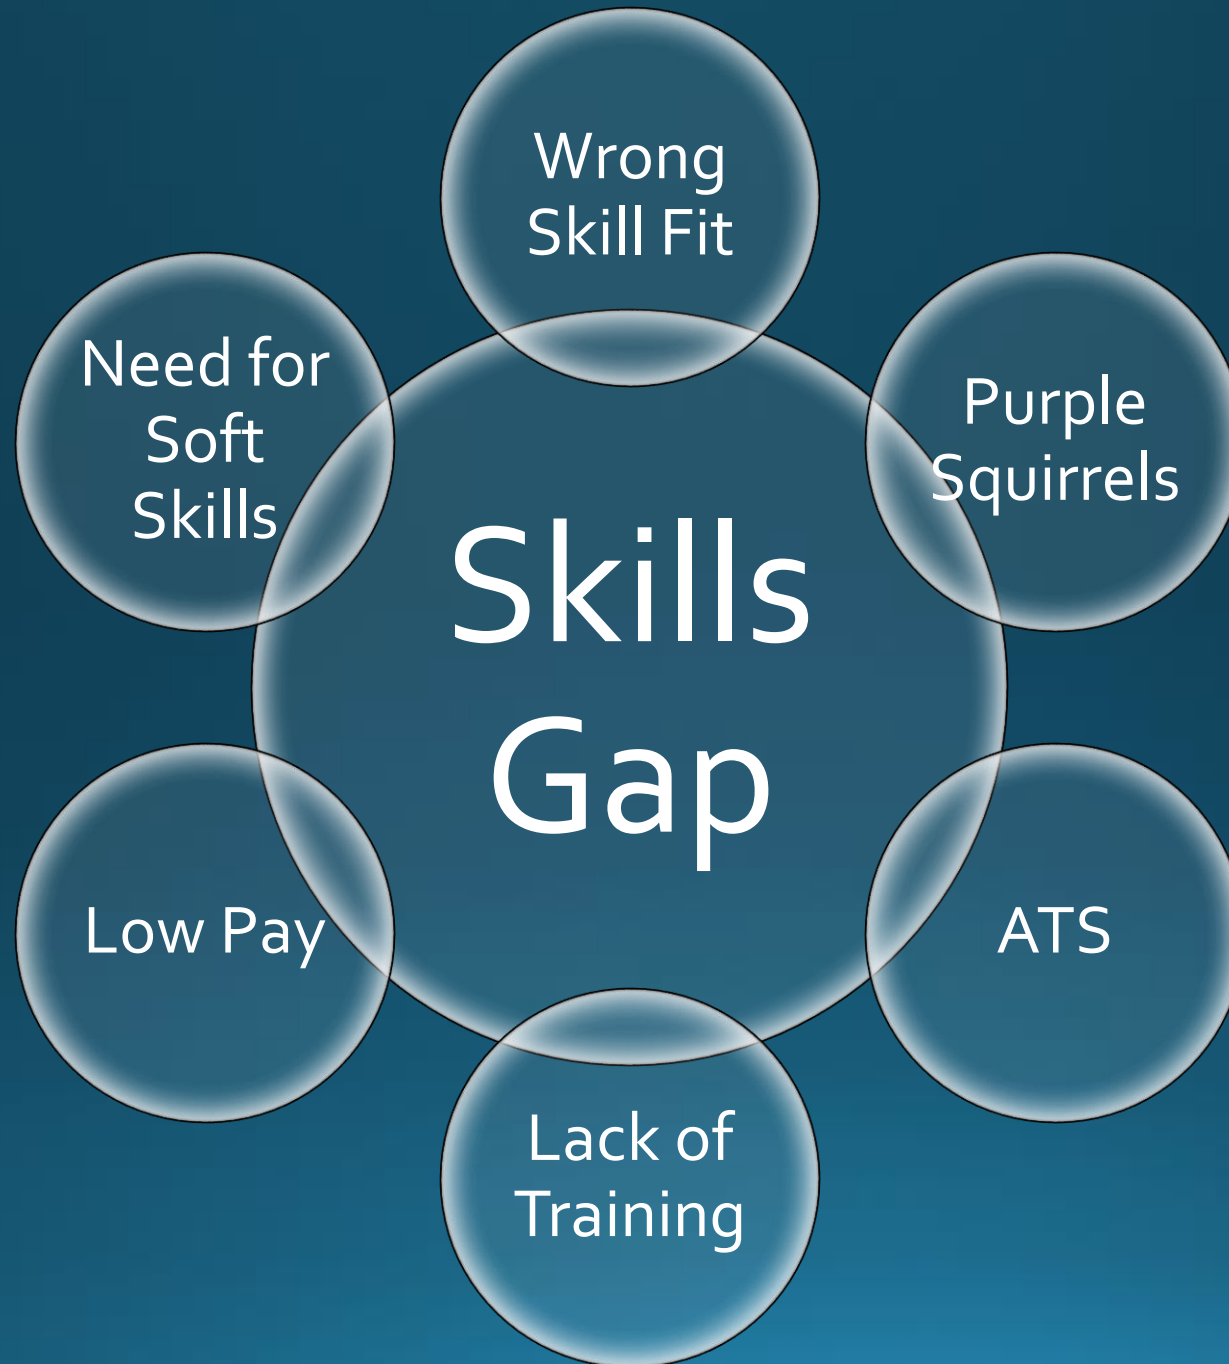 Wrong
Skill Fit
Need for
Soft
Skills
Purple
Squirrels
Skills
Gap
Low Pay
ATS
Lack of
Training